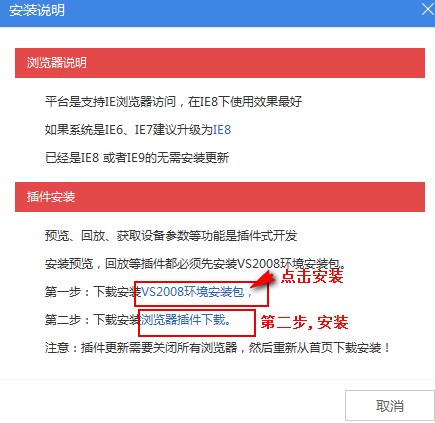 安装说明
浏览器说明
平台是支持IE浏览器访问，在IE8下使用效果最好
如果系统是IE6、IE7建议升级为IE8
已经是IE8 或者IE9的无需安装更新
插件安装
预览、回放、获取设备参数等功能是插件式开发
安装预览，回放等插件都必须先安装VS2008环境安装包。
点击安装
第一步：下载安装VS2008环境安装包，
第二步：下载安装浏览器插件下载。 第二步, 安装
注意：插件更新需要关闭所有浏览器，然后重新从首页下载安装！
取消